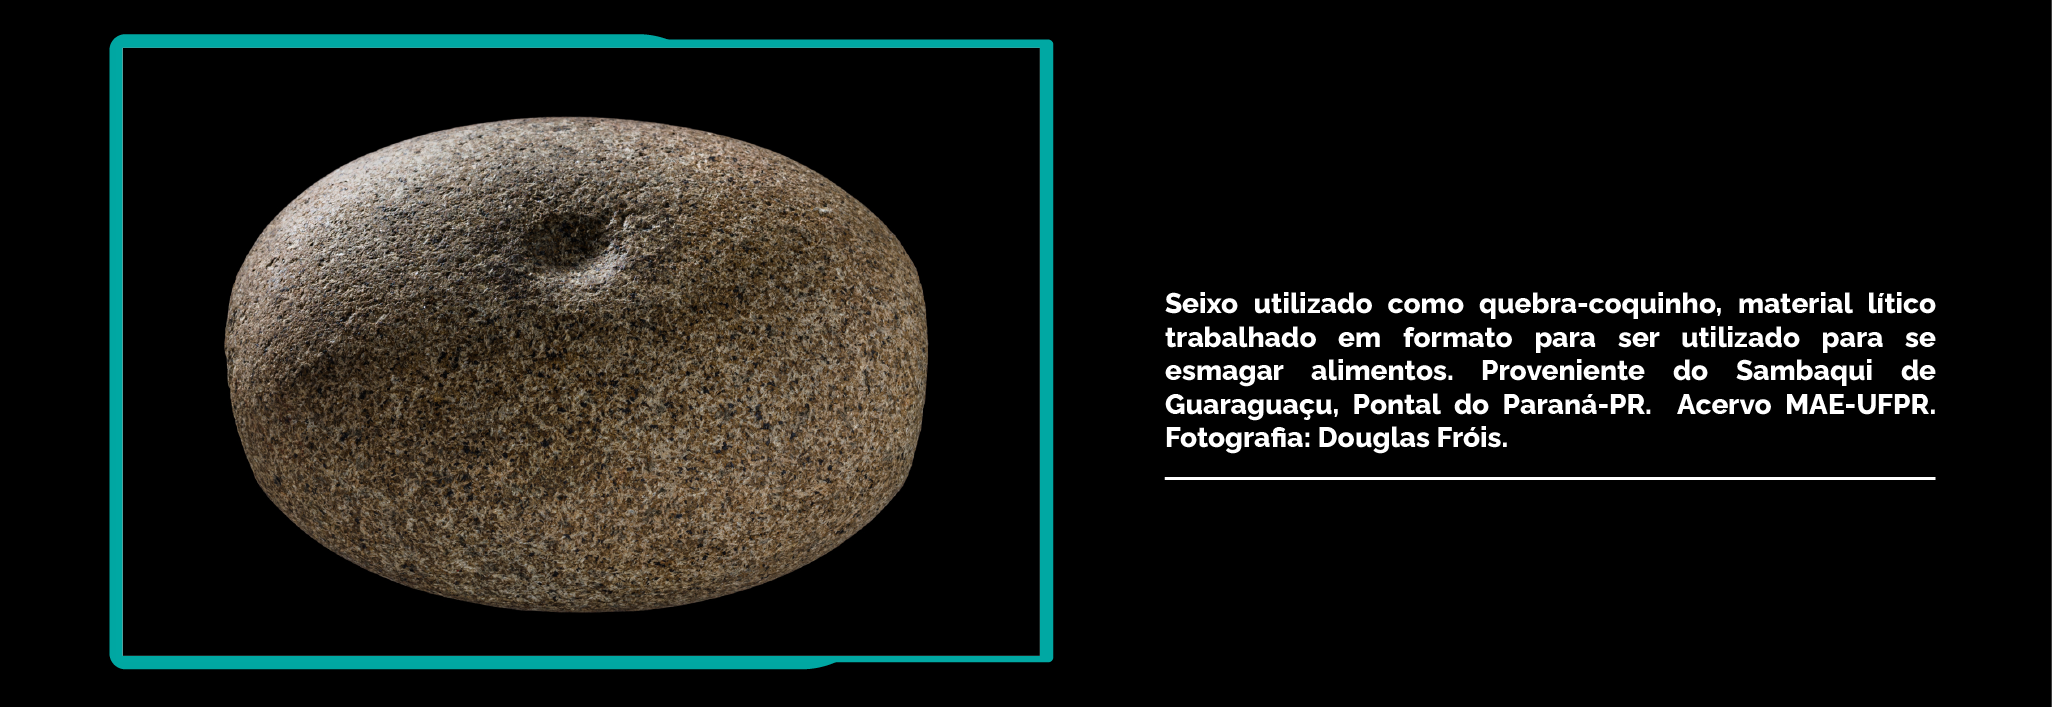 Seixo utilizado como quebra-coquinho, material lítico
trabalhado em formato para ser utilizado para se
esmagar alimentos. Proveniente do Sambaqui de
Guaraguaçu, Pontal do Paraná-PR. Acervo MAE-UFPR.
Fotografia: Douglas Fróis.